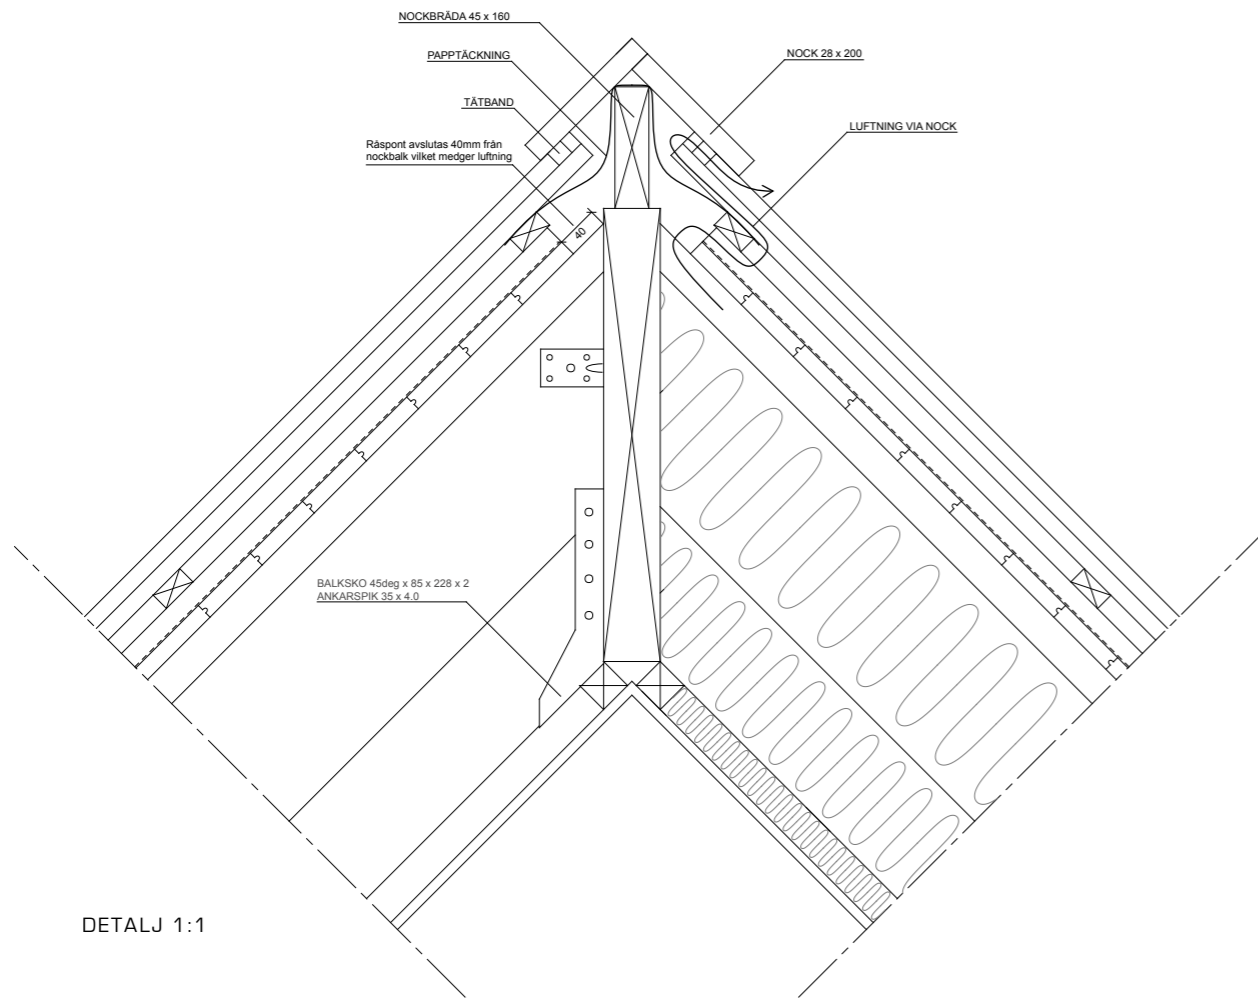 NOCKBRÄDA 45 x 160
PAPPTÄCKNING
NOCK 28 x 200
TÄTBAND
LUFTNING VIA NOCK
Råspont avslutas 40mm från
nockbalk vilket medger luftning
40
BALKSKO 45deg x 85 x 228 x 2
ANKARSPIK 35 x 4.0
DETALJ 1:1